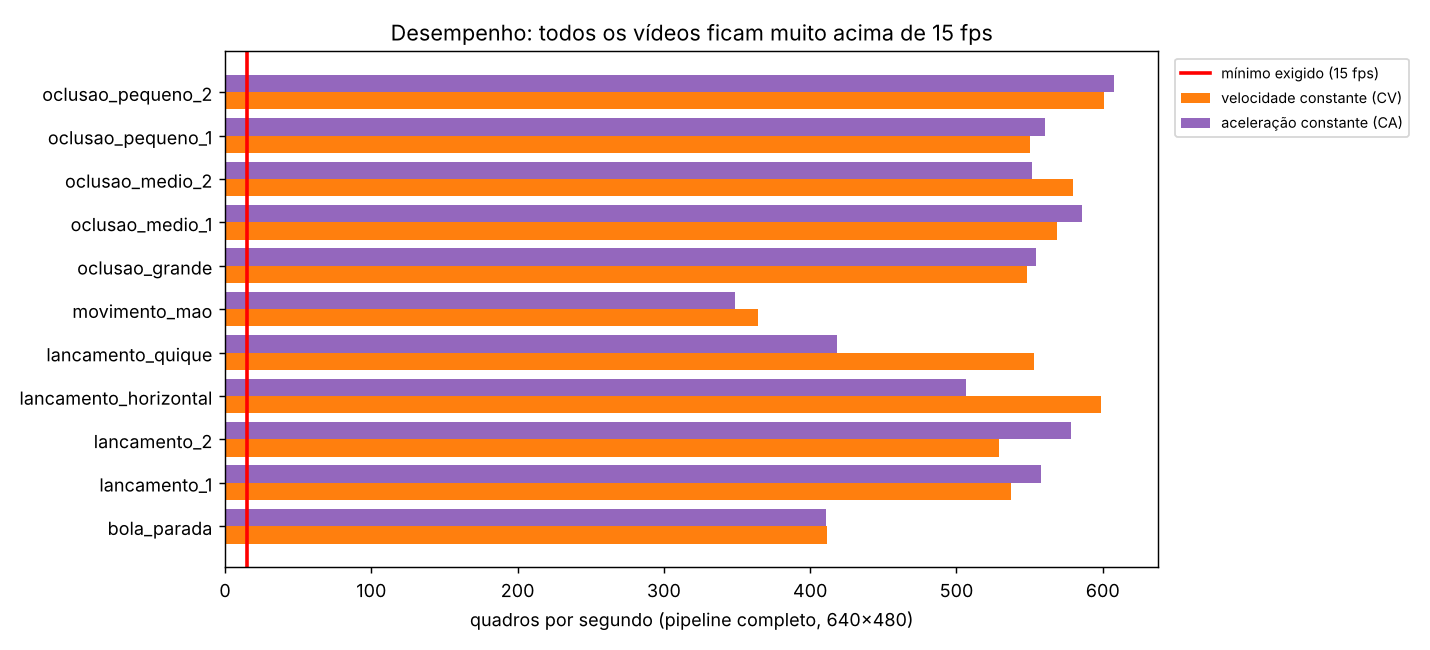 Desempenho: todos os vídeos ficam muito acima de 15 fps
mínimo exigido (15 fps)
velocidade constante (CV)
aceleração constante (CA)
oclusao_pequeno_2
oclusao_pequeno_1
oclusao_medio_2
oclusao_medio_1
oclusao_grande
movimento_mao
lancamento_quique
lancamento_horizontal
lancamento_2
lancamento_1
bola_parada
0 100 200 300 400 500 600
quadros por segundo (pipeline completo, 640×480)